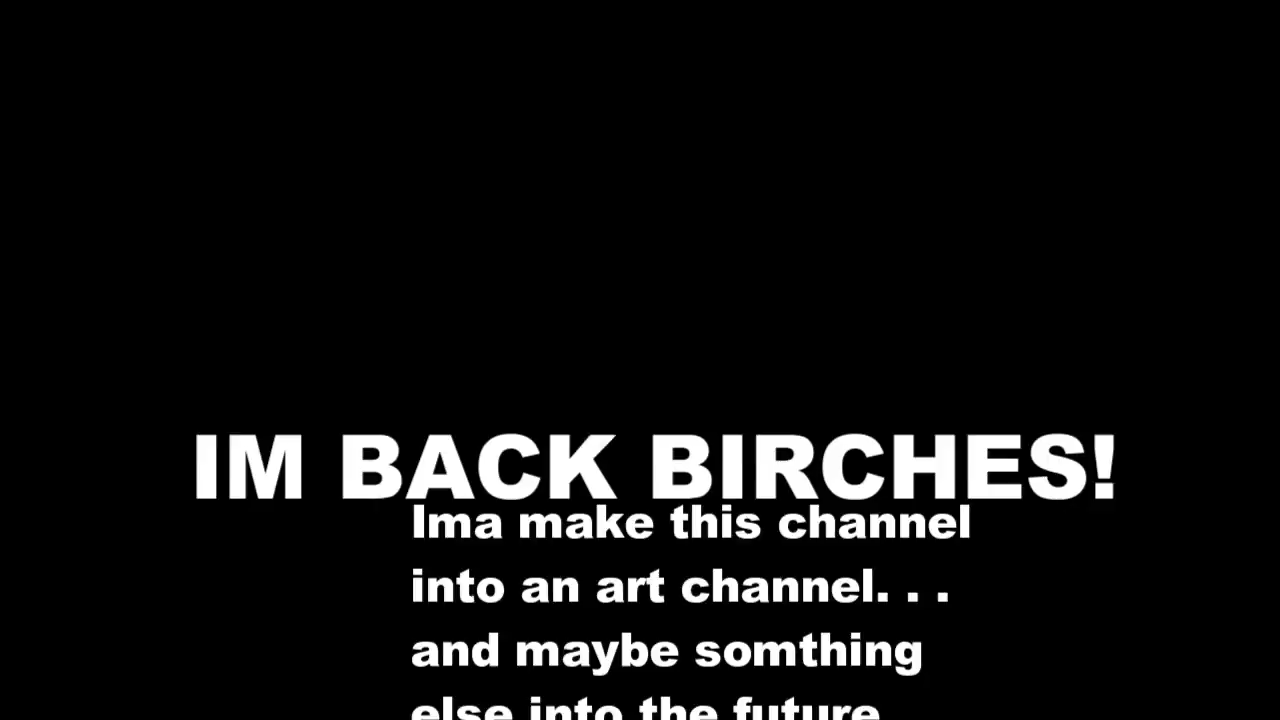 IM BACK BIRCHES!
Ima make this channel
into an art channel. . .
and maybe somthing
else into the future